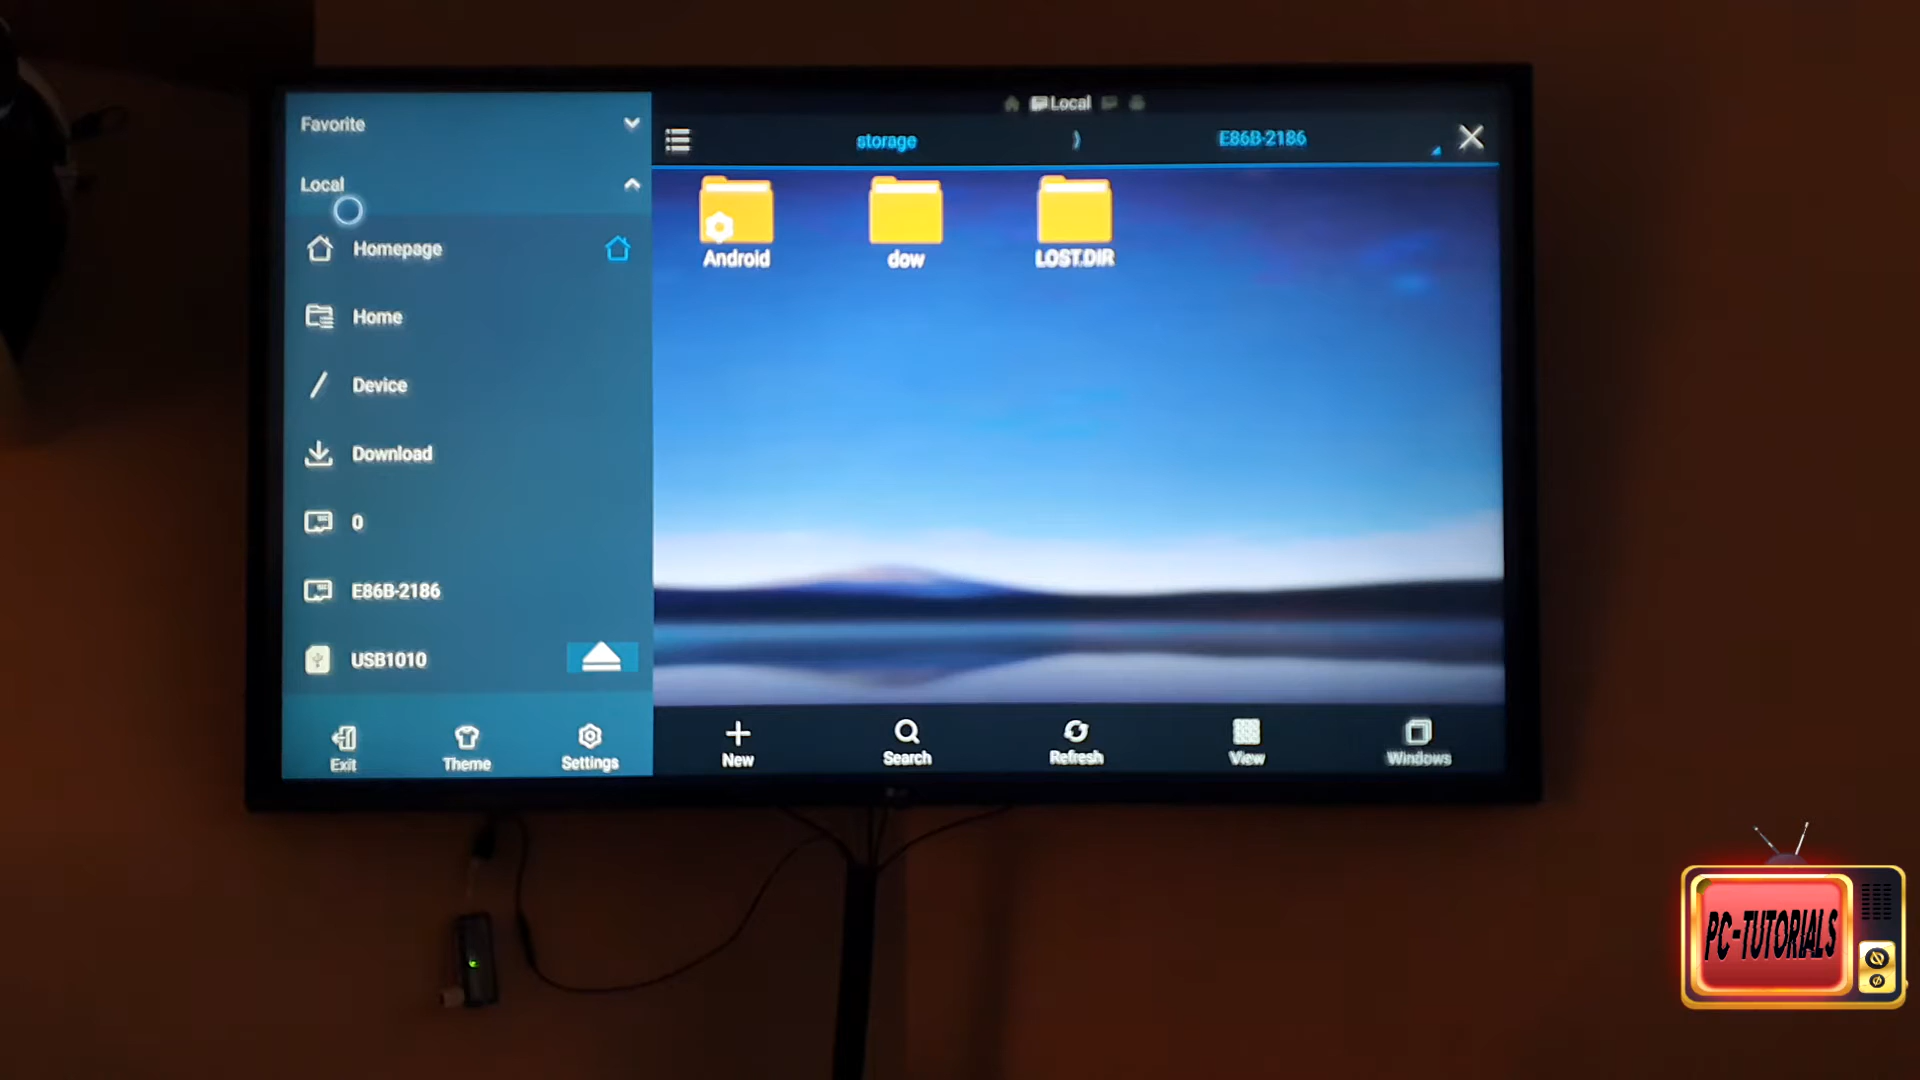 Favorite
Local
Homepage
Home
Device
Download
0
E86B-2186
USB1010
Exit
Theme
Settings
Local
storage
E86B-2186
Android
dow
LOST.DIR
New
Search
Refresh
View
Windows
PC-TUTORIALS